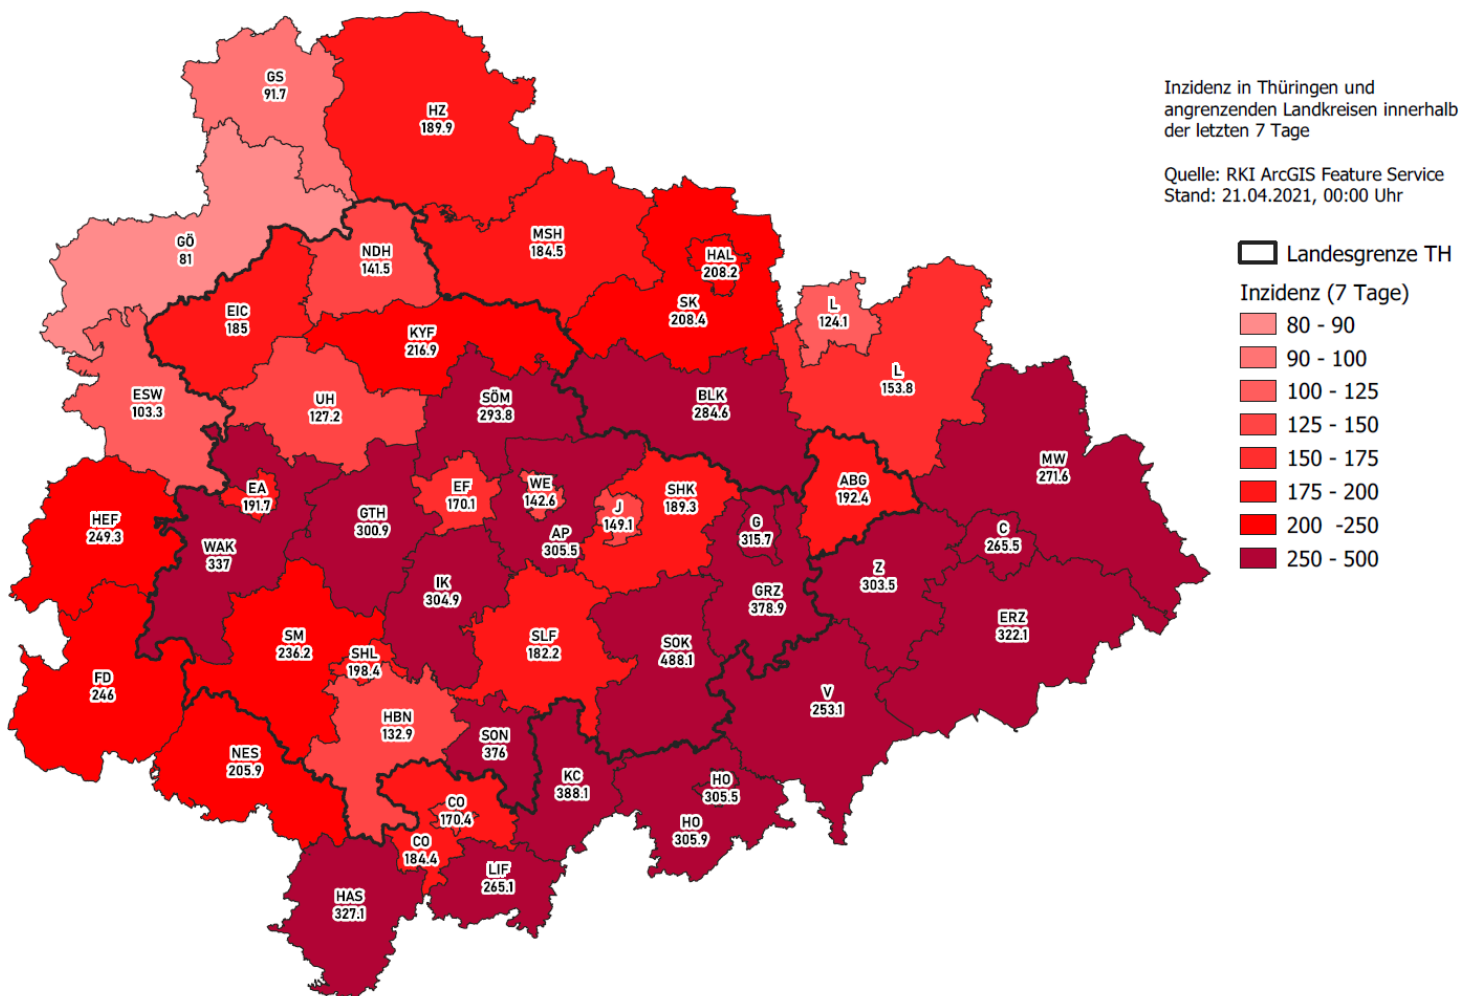 GS
91.7
HZ
189.9
GÖ
81
NDH
141.5
MSH
184.5
HAL
208.2
SK
208.4
L
124.1
L
153.8
EIC
185
KYF
216.9
ESW
103.3
UH
127.2
SÖM
293.8
BLK
284.6
MW
271.6
HEF
249.3
EA
191.7
GTH
300.9
EF
170.1
WE
142.6
AP
305.5
J
149.1
SHK
189.3
G
315.7
ABG
192.4
C
265.5
WAK
337
IK
304.9
GRZ
378.9
Z
303.5
ERZ
322.1
FD
246
SM
236.2
SHL
198.4
SLF
182.2
SOK
488.1
V
253.1
NES
205.9
HBN
132.9
SON
376
KC
388.1
HO
305.5
HO
305.9
CO
170.4
CO
184.4
LIF
265.1
HAS
327.1
Inzidenz in Thüringen und
angrenzenden Landkreisen innerhalb
der letzten 7 Tage
Quelle: RKI ArcGIS Feature Service
Stand: 21.04.2021, 00:00 Uhr
Landesgrenze TH
Inzidenz (7 Tage)
80 - 90
90 - 100
100 - 125
125 - 150
150 - 175
175 - 200
200 -250
250 - 500